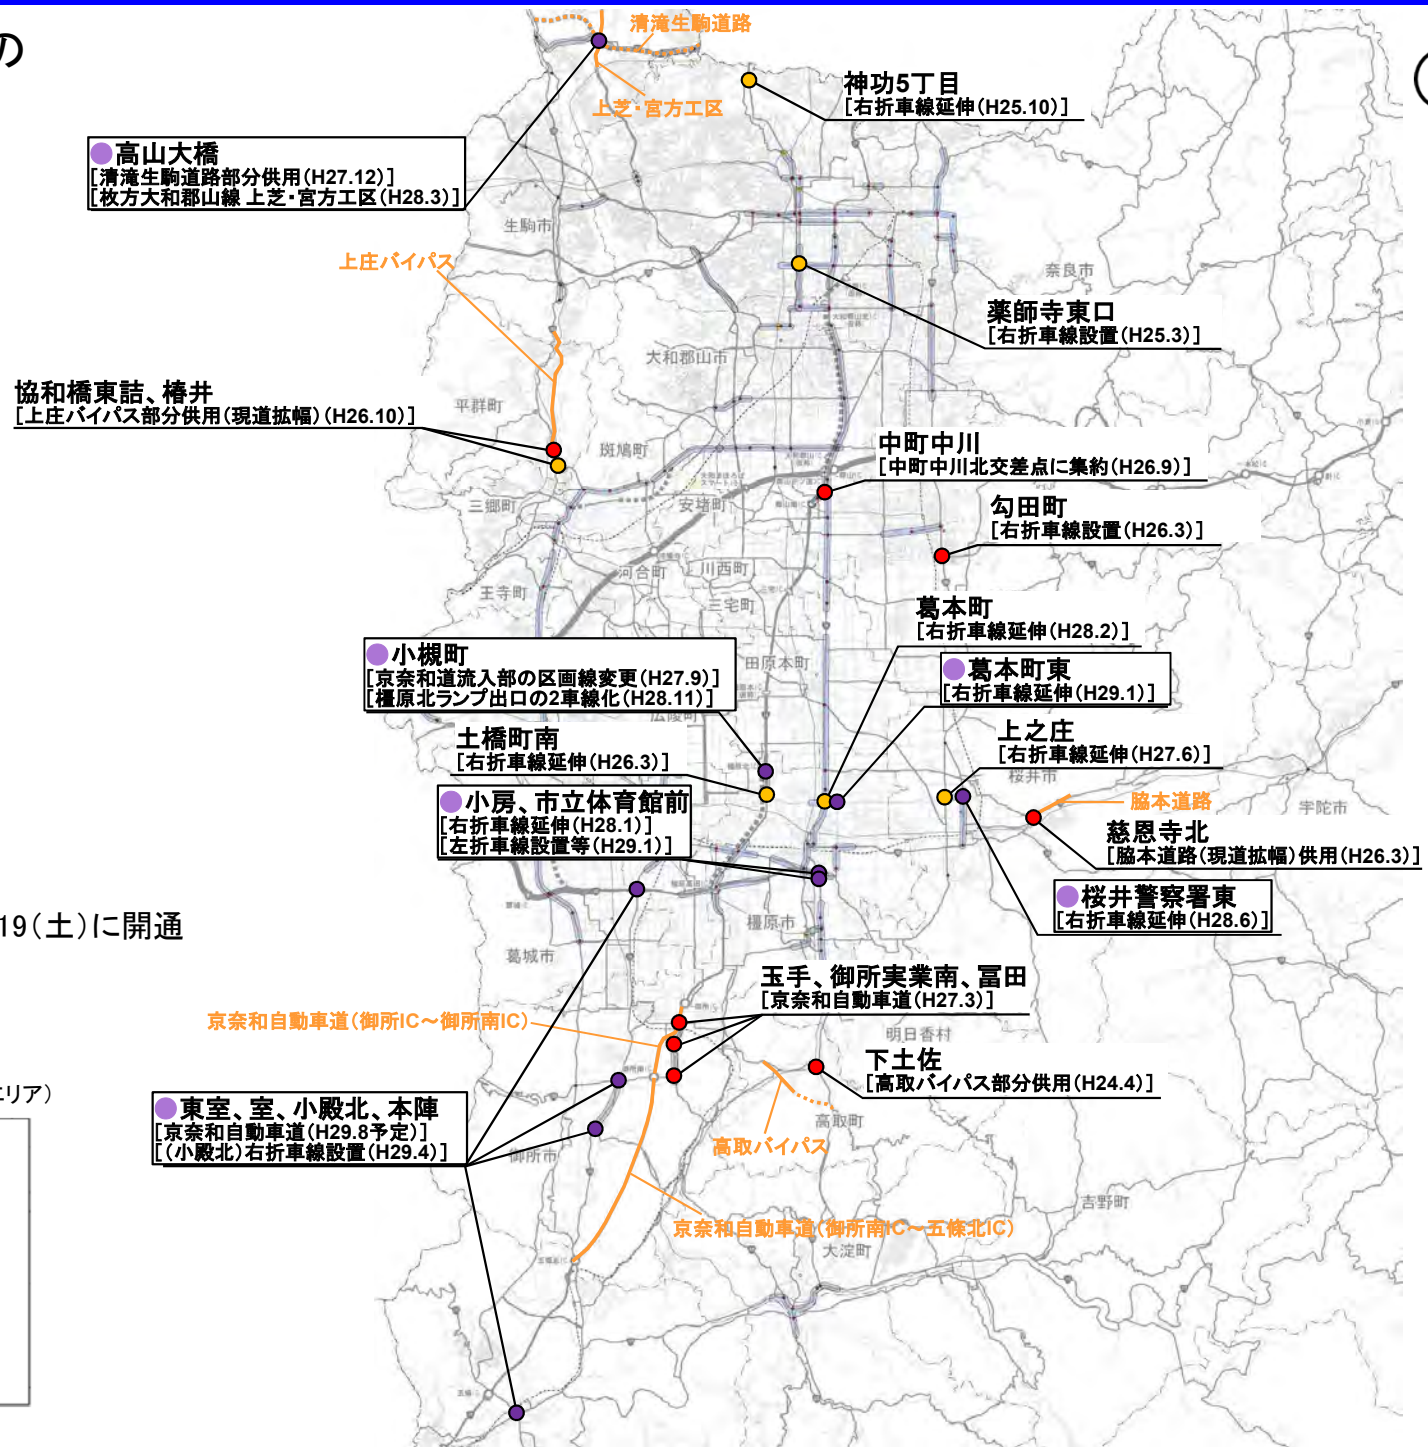 の
清滝生駒道路
上芝・宮方工区
神功5丁目
[右折車線延伸(H25.10)]
高山大橋
[清滝生駒道路部分供用(H27.12)]
[枚方大和郡山線 上芝・宮方工区(H28.3)]
生駒市
上庄バイパス
奈良市
薬師寺東口
[右折車線設置(H25.3)]
大和郡山市
協和橋東詰、椿井
[上庄バイパス部分供用(現道拡幅)(H26.10)]
平群町
斑鳩町
中町中川
[中町中川北交差点に集約(H26.9)]
三郷町
安堵町
勾田町
[右折車線設置(H26.3)]
河合町
川西町
王寺町
三宅町
葛本町
[右折車線延伸(H28.2)]
小槻町
[京奈和道流入部の区画線変更(H27.9)]
[橿原北ランプ出口の2車線化(H28.11)]
田原本町
葛本町東
[右折車線延伸(H29.1)]
広陵町
土橋町南
[右折車線延伸(H26.3)]
上之庄
[右折車線延伸(H27.6)]
桜井市
小房、市立体育館前
[右折車線延伸(H28.1)]
[左折車線設置等(H29.1)]
脇本道路
宇陀市
慈恩寺北
[脇本道路(現道拡幅)供用(H26.3)]
桜井警察署東
[右折車線延伸(H28.6)]
19(土)に開通
橿原市
葛城市
玉手、御所実業南、冨田
[京奈和自動車道(H27.3)]
京奈和自動車道(御所IC～御所南IC)
明日香村
下土佐
[高取バイパス部分供用(H24.4)]
エリア)
東室、室、小殿北、本陣
[京奈和自動車道(H29.8予定)]
[(小殿北)右折車線設置(H29.4)]
高取町
高取バイパス
御所市
吉野町
京奈和自動車道(御所南IC～五條北IC)
大淀町